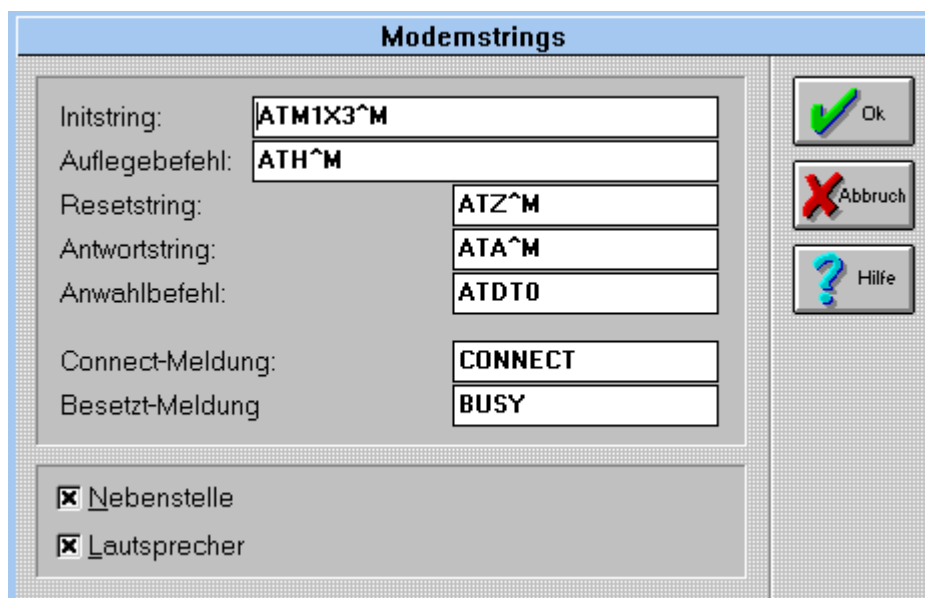 Modemstrings
Initstring: ATM1X3^M
Auflegebefehl: ATH^M
Resetstring: ATZ^M
Antwortstring: ATA^M
Anwahlbefehl: ATDT0
Connect-Meldung: CONNECT
Besetzt-Meldung BUSY
Nebenstelle
Lautsprecher
Ok
Abbruch
Hilfe